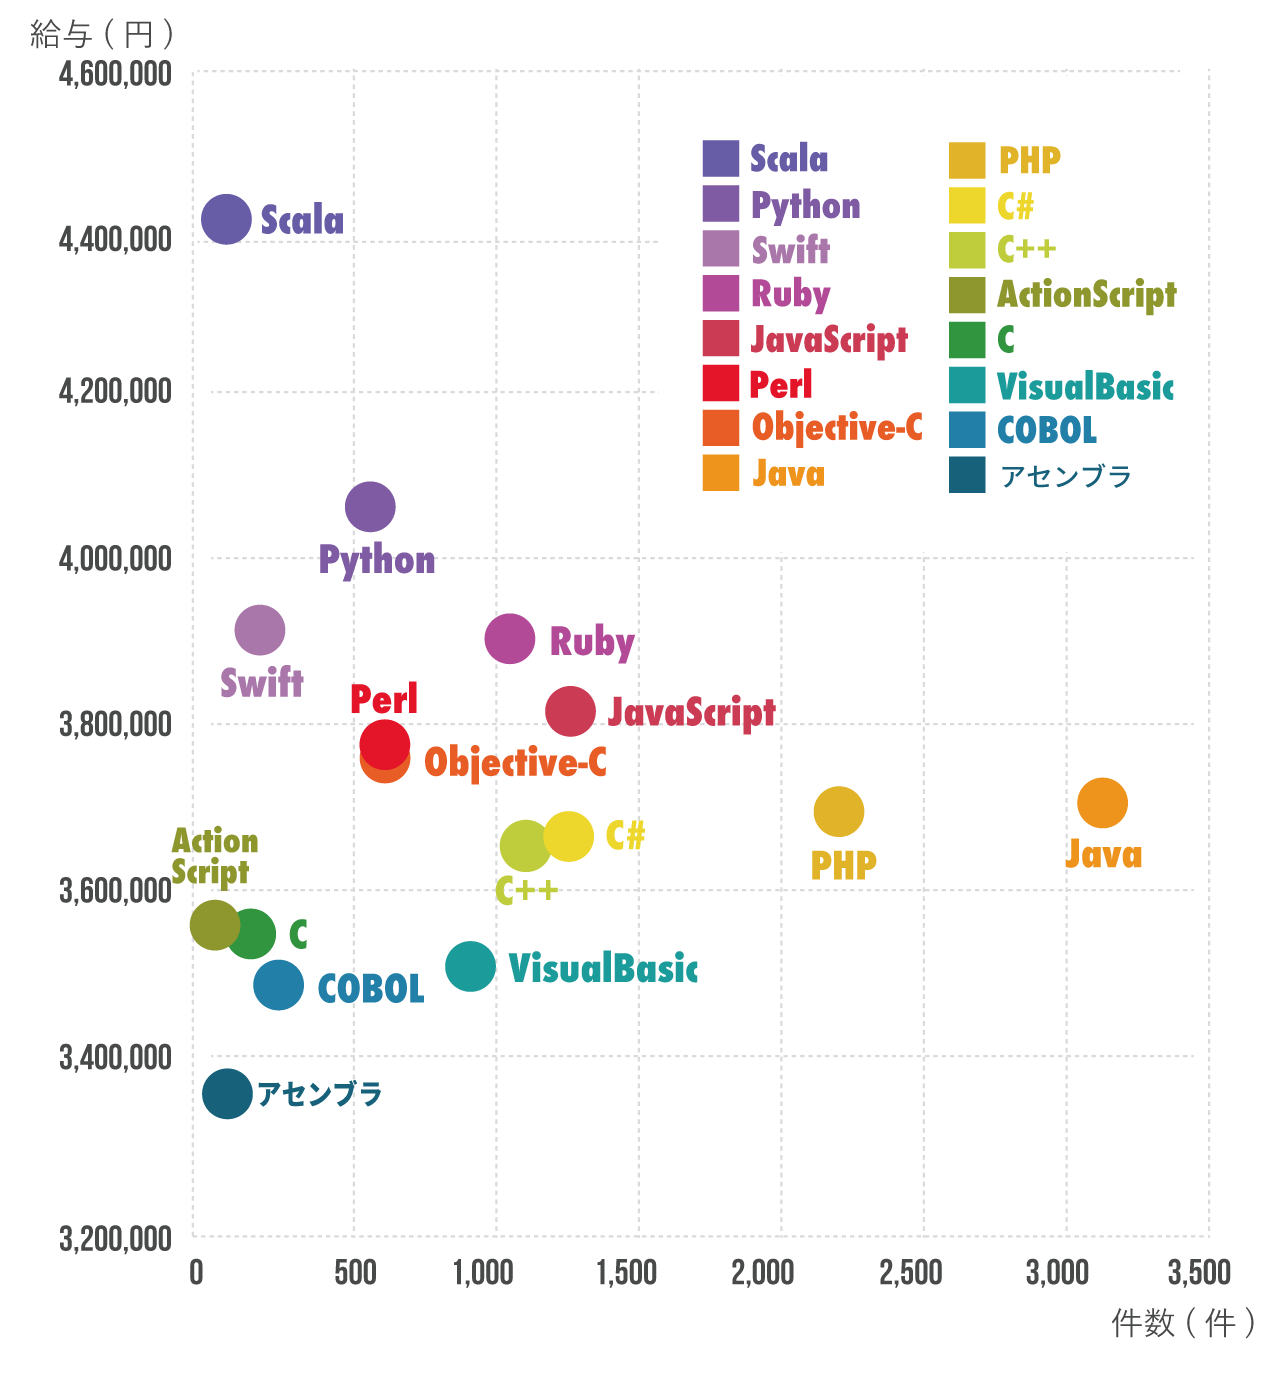 給与(円)
4,600,000
4,400,000
4,200,000
4,000,000
3,800,000
3,600,000
3,400,000
3,200,000
0
500
1,000
1,500
2,000
2,500
3,000
3,500
件数(件)
Scala
Python
Swift
Ruby
JavaScript
Perl
Objective-C
Java
PHP
C#
C++
ActionScript
C
VisualBasic
COBOL
アセンブラ
Scala
Python
Swift
Ruby
Perl
JavaScript
Objective-C
Action
Script
C++
C#
PHP
Java
C
VisualBasic
COBOL
アセンブラ